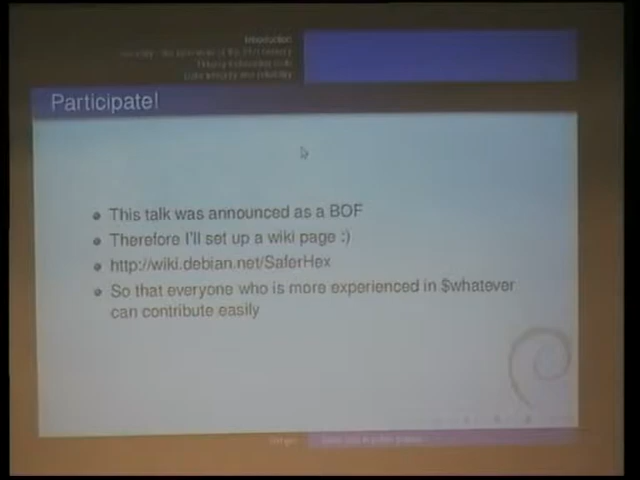 Introduction
Participate!
This talk was announced as a BOF
Therefore I'll set up a wiki page :)
http://wiki.debian.net/SaferHex
So that everyone who is more experienced in $whatever
can contribute easily